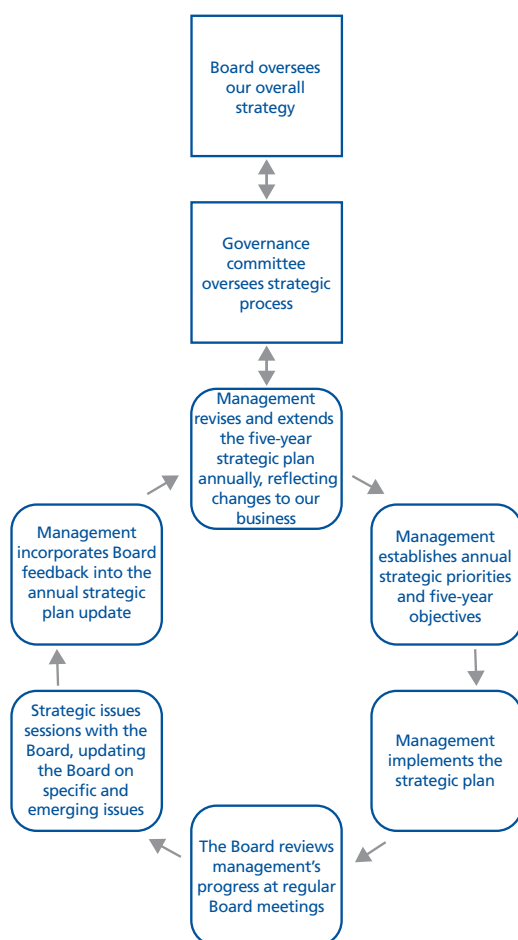 Board oversees
our overall
strategy
Governance
committee
oversees strategic
process
Management
revises and extends
the five-year
strategic plan
annually, reflecting
changes to our
business
Management
establishes annual
strategic priorities
and five-year
objectives
Management
implements the
strategic plan
The Board reviews
management’s
progress at regular
Board meetings
Strategic issues
sessions with the
Board, updating
the Board on
specific and
emerging issues
Management
incorporates Board
feedback into the
annual strategic
plan update